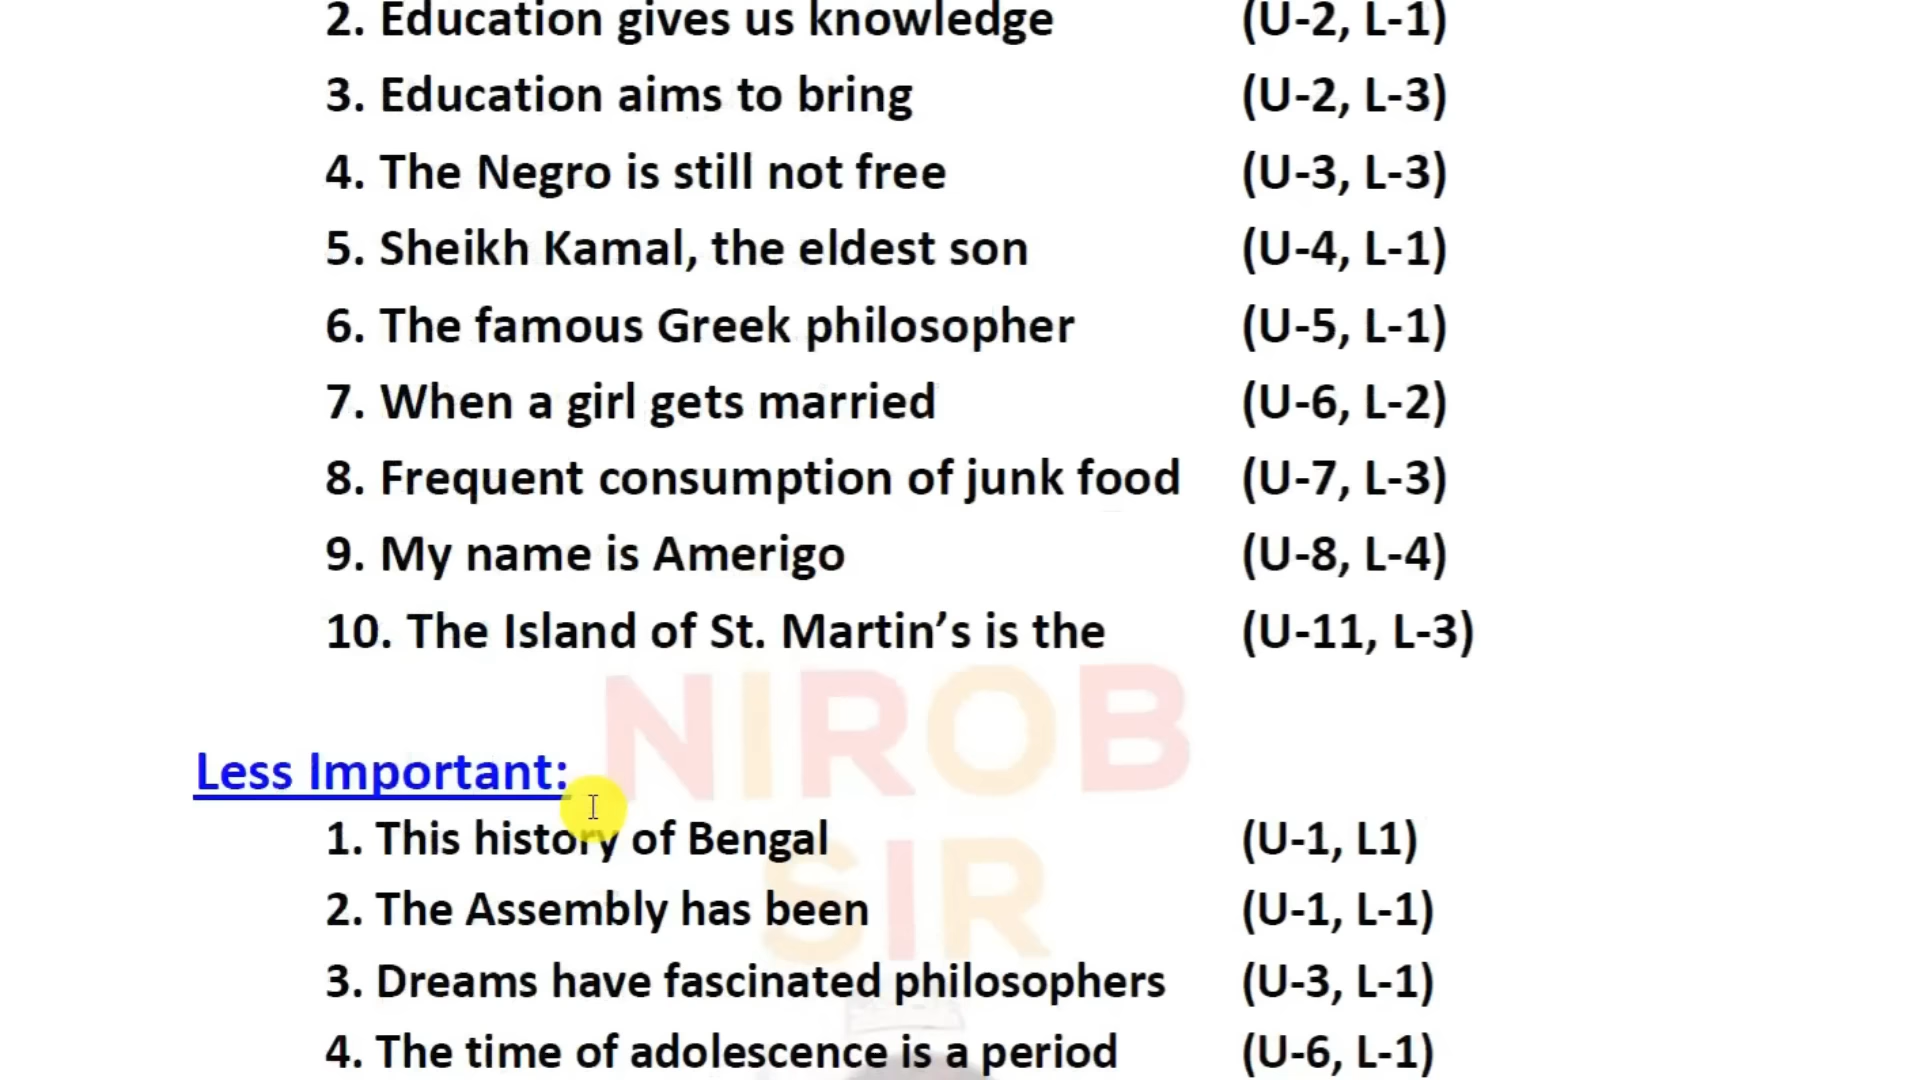 2. Education gives us knowledge (U-2, L-1)
3. Education aims to bring (U-2, L-3)
4. The Negro is still not free (U-3, L-3)
5. Sheikh Kamal, the eldest son (U-4, L-1)
6. The famous Greek philosopher (U-5, L-1)
7. When a girl gets married (U-6, L-2)
8. Frequent consumption of junk food (U-7, L-3)
9. My name is Amerigo (U-8, L-4)
10. The Island of St. Martin’s is the (U-11, L-3)
NIROB
Less Important:
1. This history of Bengal (U-1, L1)
SIR
2. The Assembly has been (U-1, L-1)
3. Dreams have fascinated philosophers (U-3, L-1)
4. The time of adolescence is a period (U-6, L-1)